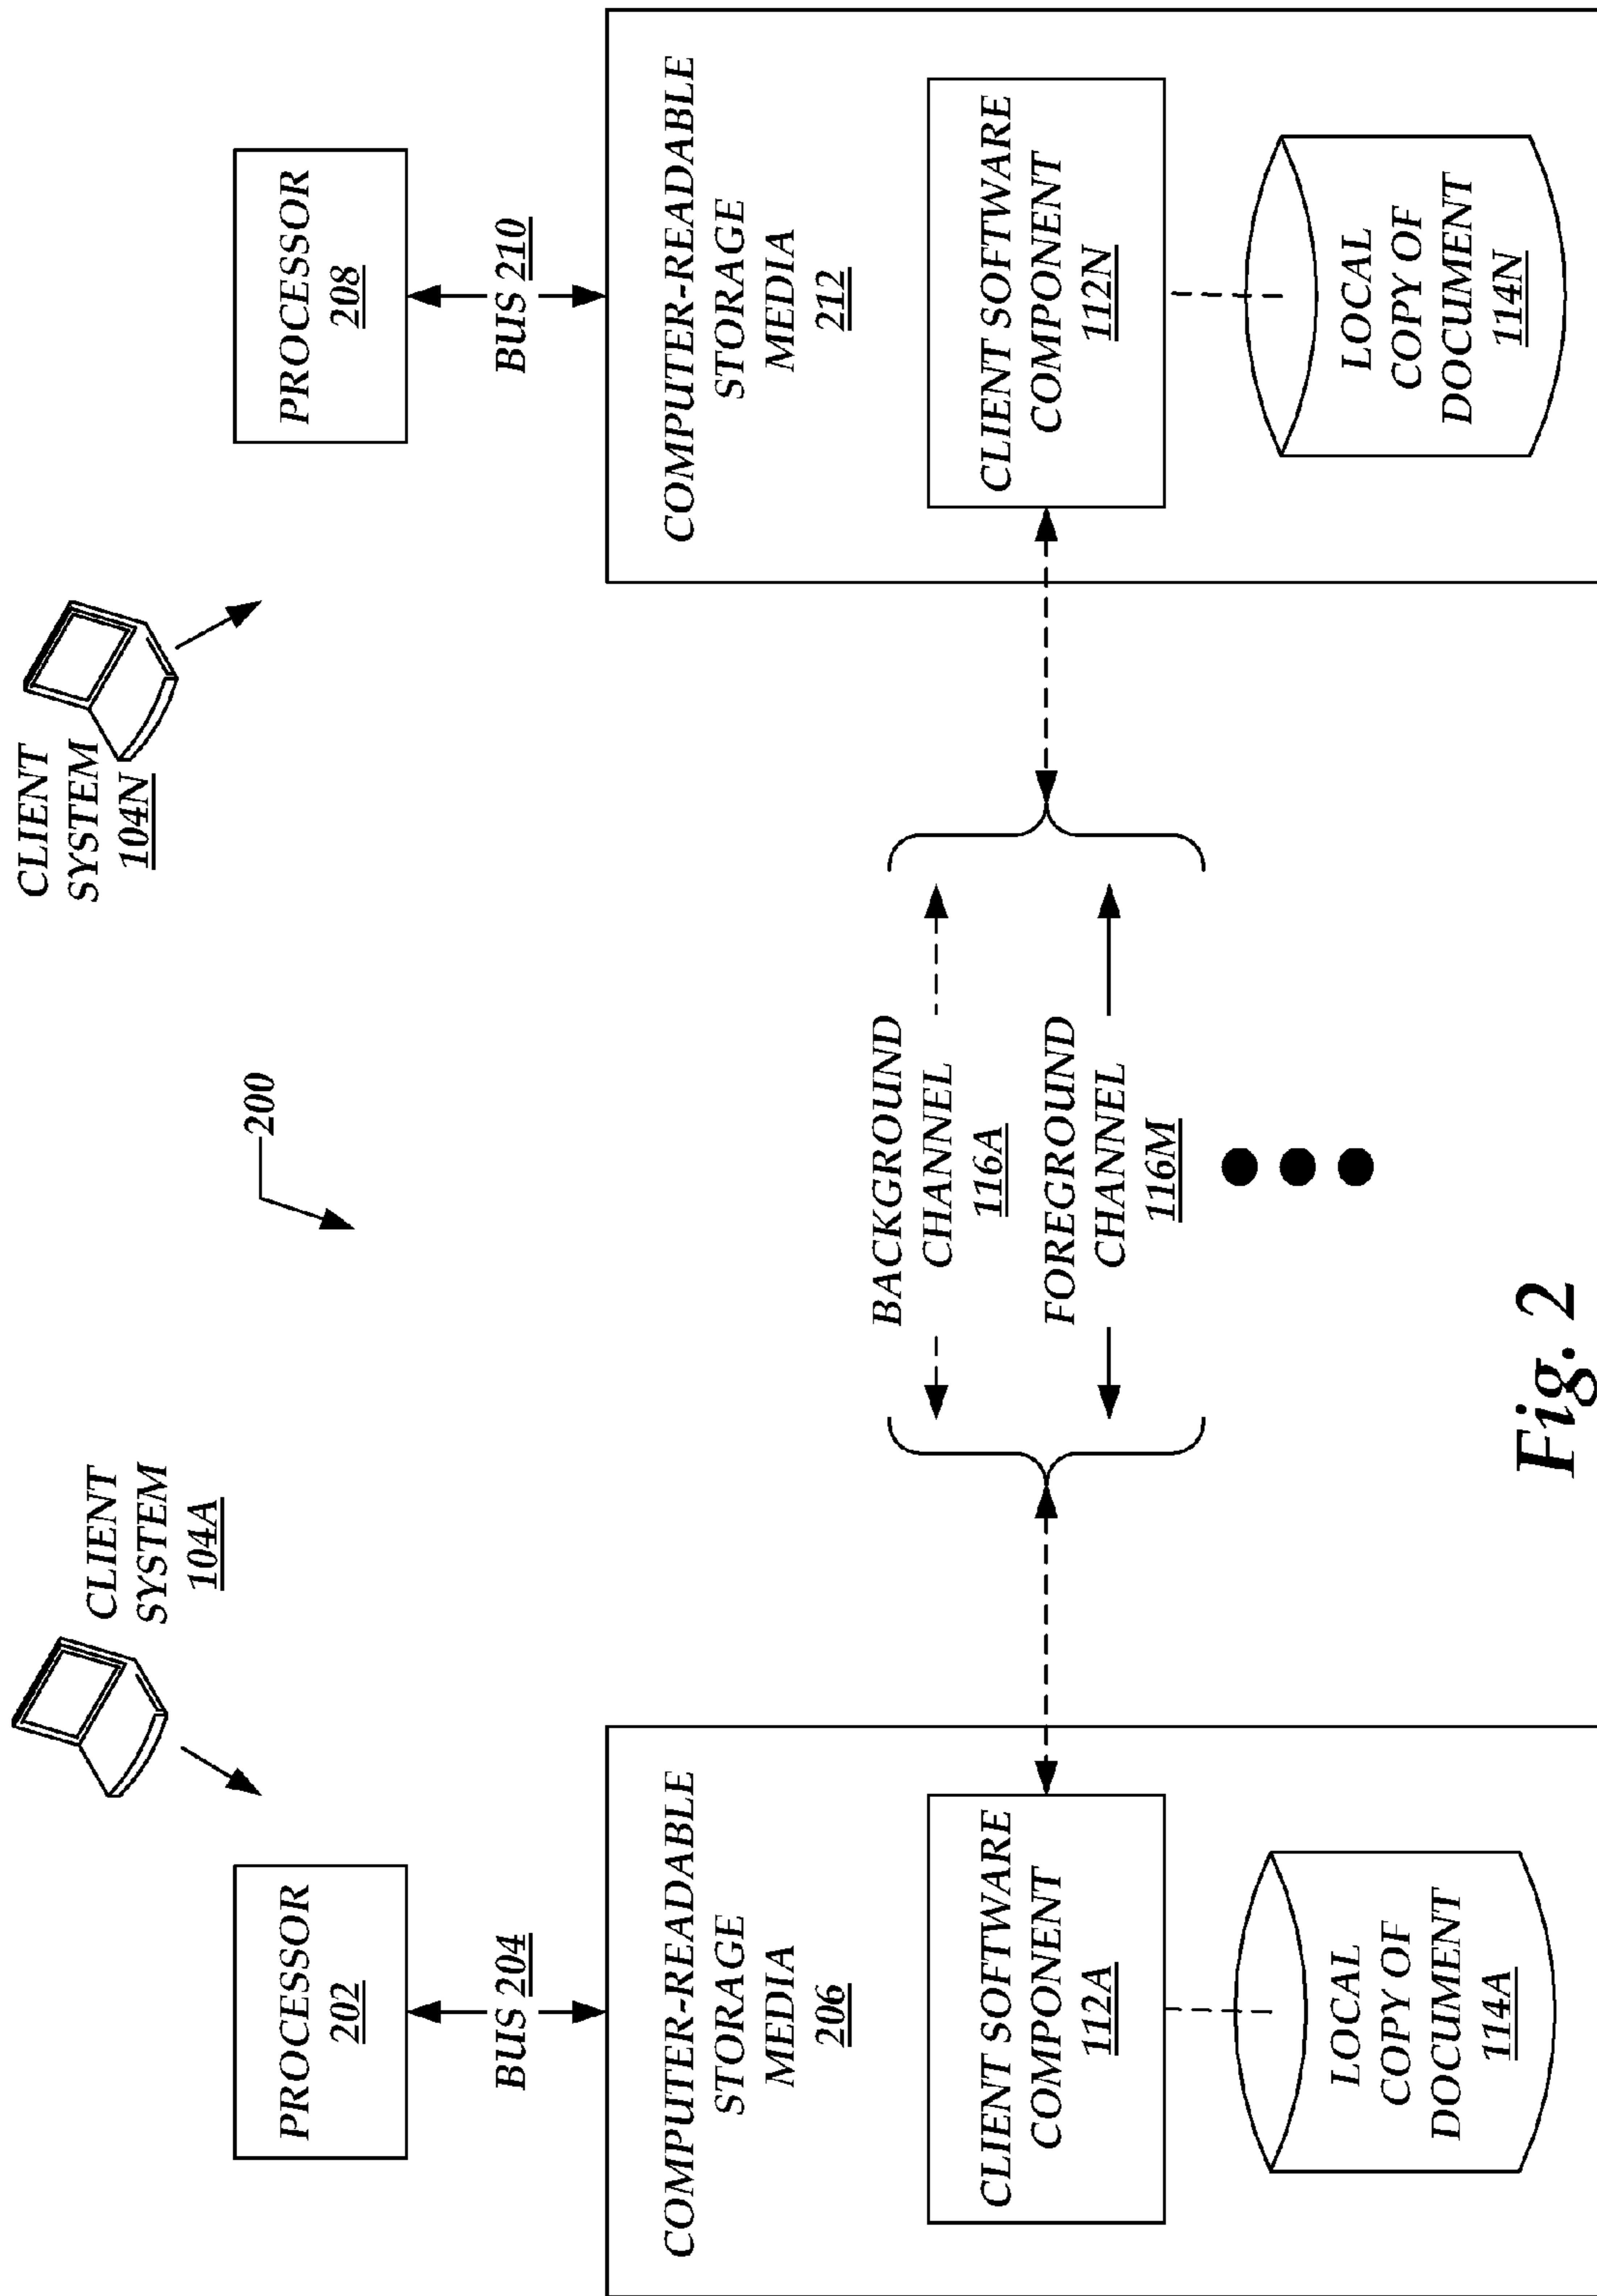 CLIENT
SYSTEM
104A
CLIENT
SYSTEM
104N
200
PROCESSOR
202
BUS 204
COMPUTER-READABLE
STORAGE
MEDIA
206
CLIENT SOFTWARE
COMPONENT
112A
LOCAL
COPY OF
DOCUMENT
114A
BACKGROUND
CHANNEL
116A
FOREGROUND
CHANNEL
116M
PROCESSOR
208
BUS 210
COMPUTER-READABLE
STORAGE
MEDIA
212
CLIENT SOFTWARE
COMPONENT
112N
LOCAL
COPY OF
DOCUMENT
114N
Fig. 2